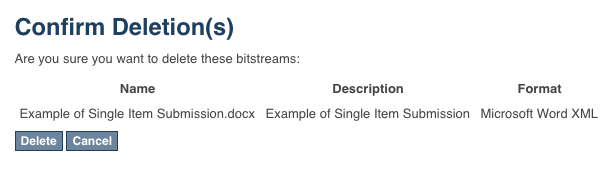 Confirm Deletion(s)
Are you sure you want to delete these bitstreams:
Name Description Format
Example of Single Item Submission.docx Example of Single Item Submission Microsoft Word XML
Delete Cancel